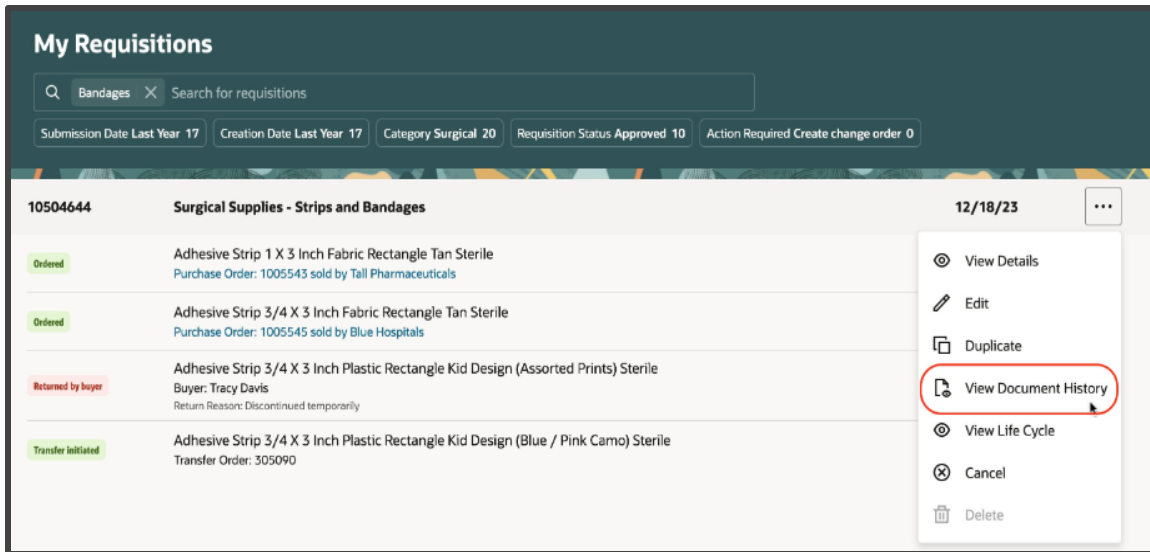 My Requisitions
Bandages Search for requisitions
Submission Date Last Year 17 Creation Date Last Year 17 Category Surgical 20 Requisition Status Approved 10 Action Required Create change order 0
10504644 Surgical Supplies - Strips and Bandages 12/18/23
Ordered
Adhesive Strip 1 X 3 Inch Fabric Rectangle Tan Sterile
Purchase Order: 1005543 sold by Tall Pharmaceuticals
Ordered
Adhesive Strip 3/4 X 3 Inch Fabric Rectangle Tan Sterile
Purchase Order: 1005545 sold by Blue Hospitals
Returned by buyer
Adhesive Strip 3/4 X 3 Inch Plastic Rectangle Kid Design (Assorted Prints) Sterile
Buyer: Tracy Davis
Return Reason: Discontinued temporarily
Transfer initiated
Adhesive Strip 3/4 X 3 Inch Plastic Rectangle Kid Design (Blue / Pink Camo) Sterile
Transfer Order: 305090
View Details
Edit
Duplicate
View Document History
View Life Cycle
Cancel
Delete